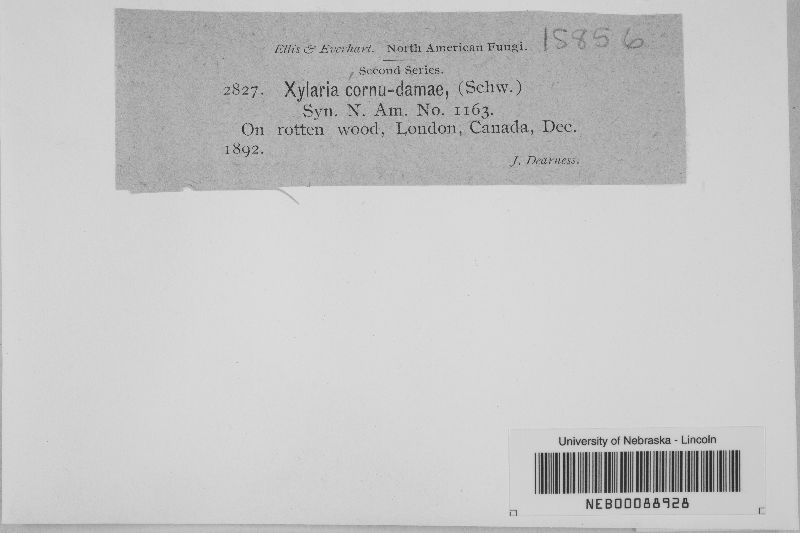 Ellis & Everhart. North American Fungi. 15856
Second Series.
2827. Xylaria cornu-damae, (Schw.)
Syn. N. Am. No. 1163.
On rotten wood, London, Canada, Dec.
1892.
J. Dearness.
University of Nebraska - Lincoln
NEB00088928